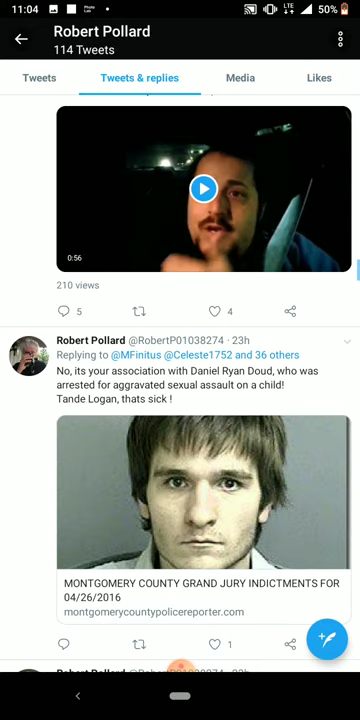 11:04
LTE
50%
Robert Pollard
114 Tweets
Tweets
Tweets & replies
Media
Likes
0:56
210 views
5
4
Robert Pollard @RobertP01038274 · 23h
Replying to @MFinitus @Celeste1752 and 36 others
No, its your association with Daniel Ryan Doud, who was
arrested for aggravated sexual assault on a child!
Tande Logan, thats sick !
MONTGOMERY COUNTY GRAND JURY INDICTMENTS FOR
04/26/2016
montgomerycountypolicereporter.com
1